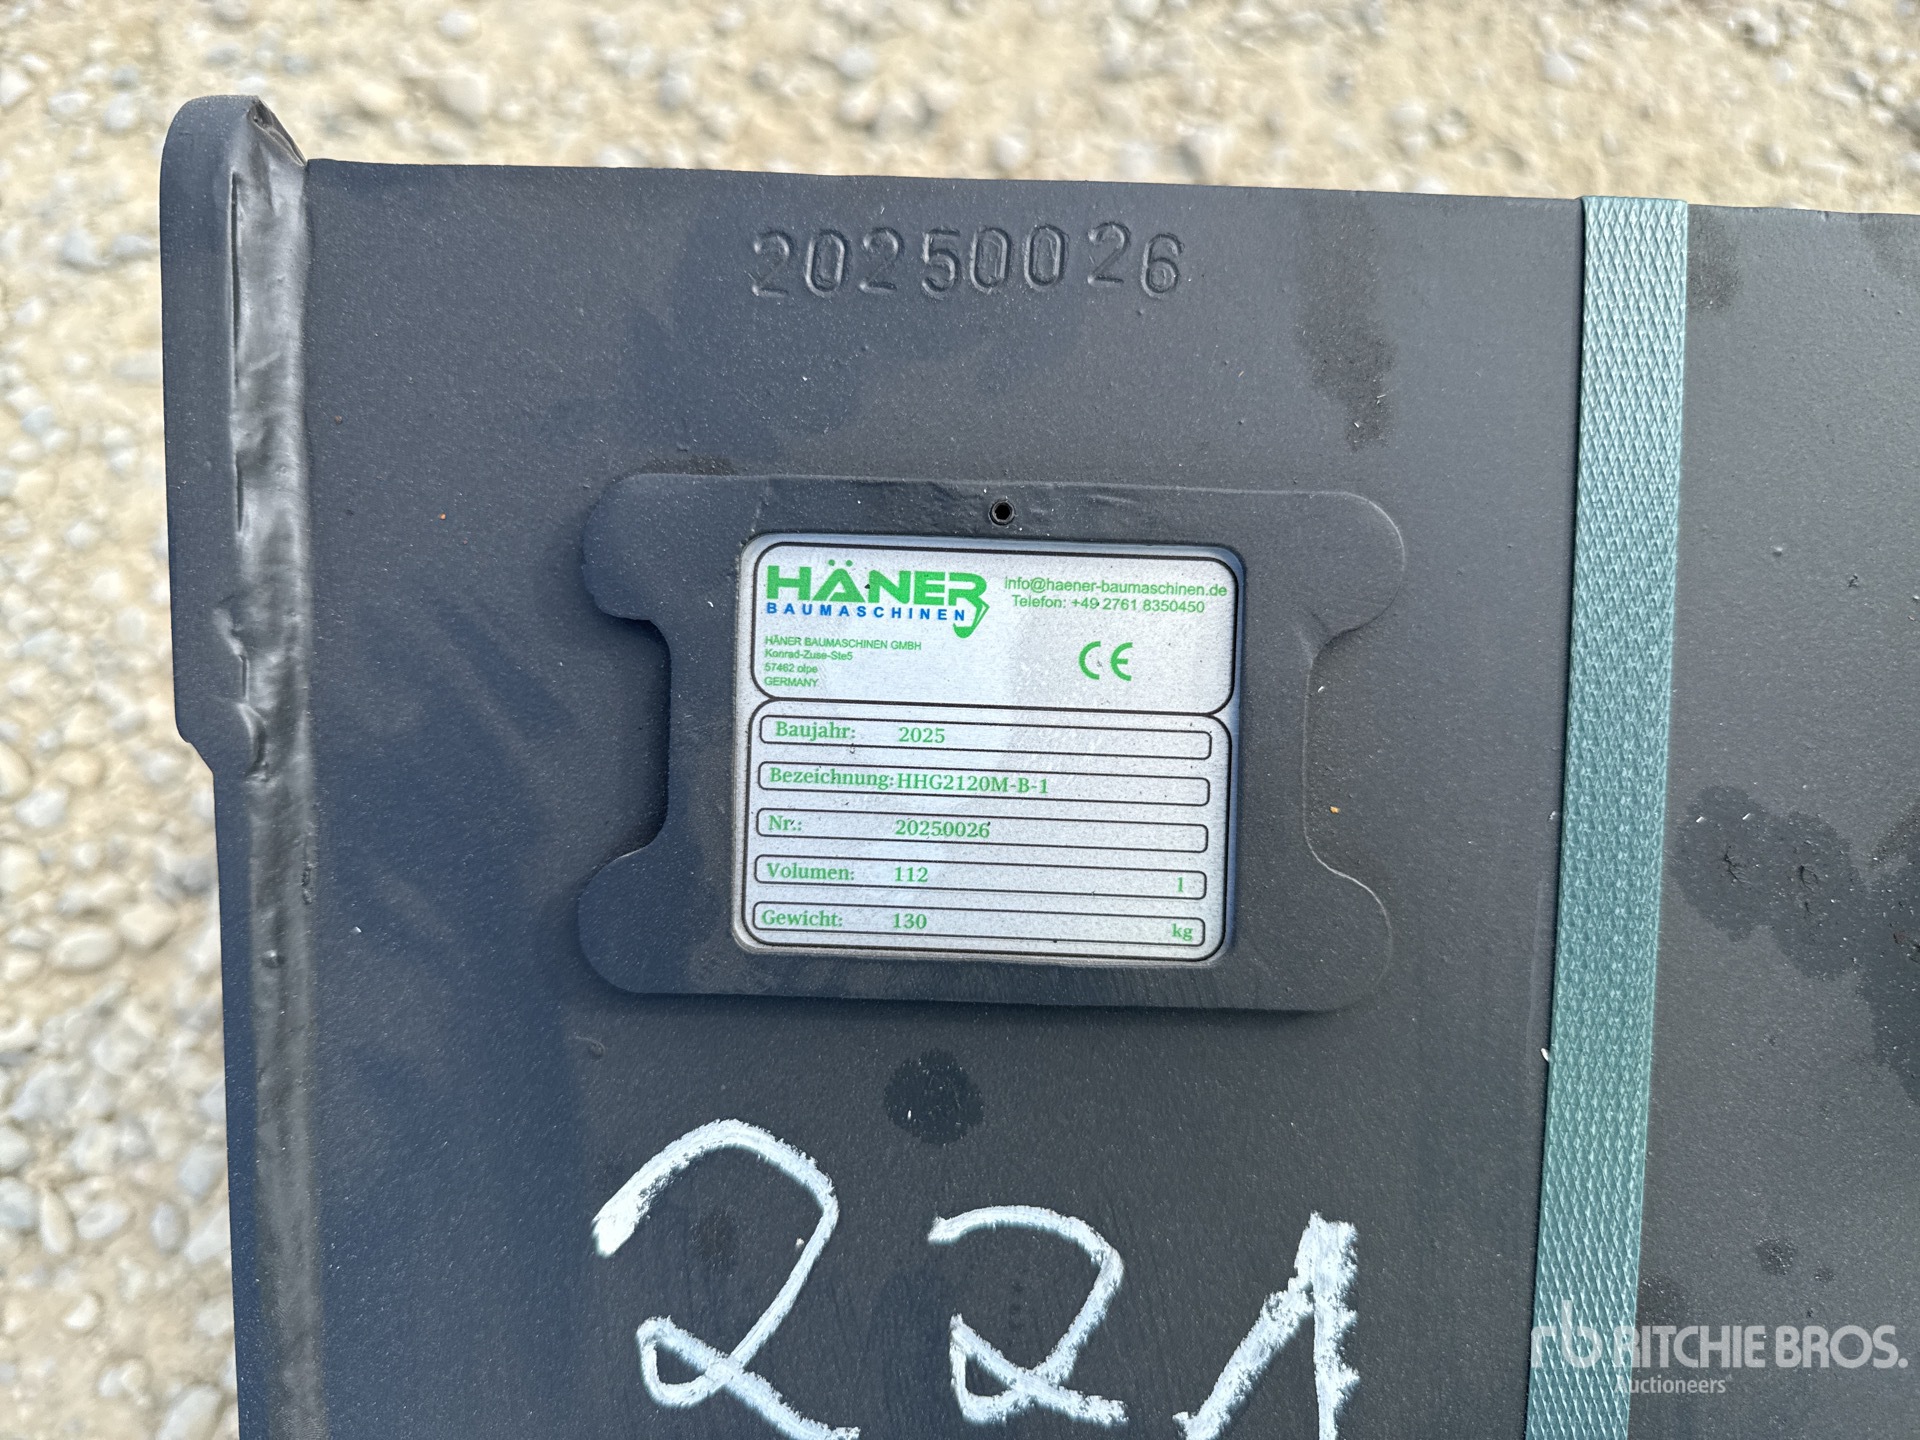 20250026
HÄNER
BAUMASCHINEN
info@haener-baumaschinen.de
Telefon: +49 2761 8350450
HÄNER BAUMASCHINEN GMBH
Konrad-Zuse-Ste5
57462 olpe
GERMANY
CE
Baujahr: 2025
Bezeichnung: HHG2120M-B-1
Nr.: 20250026
Volumen: 112 l
Gewicht: 130 kg
221
rb RITCHIE BROS.
Auctioneers